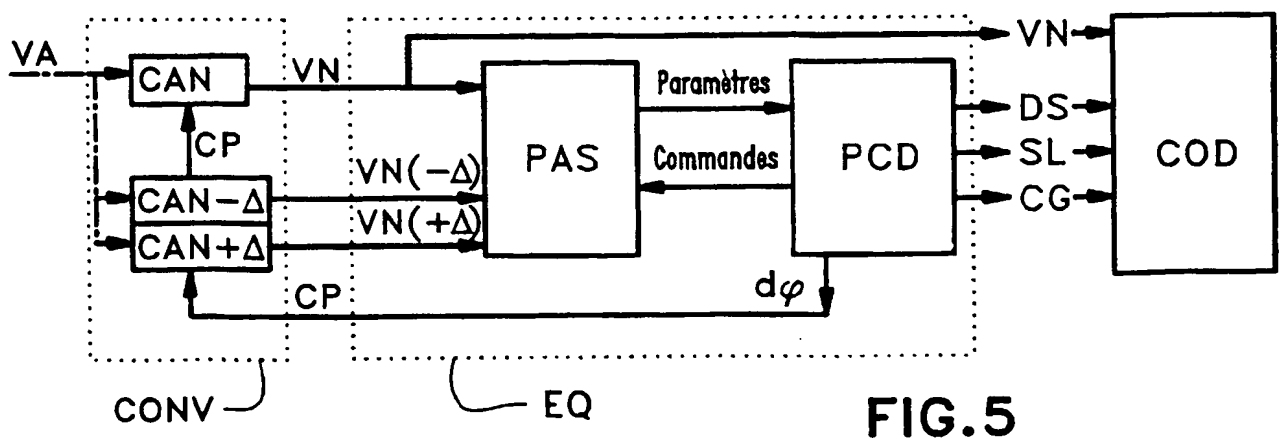 VA
CAN
VN
VN
CP
Paramètres
DS
PAS
Commandes
PCD
SL
COD
VN(-Δ)
CAN-Δ
CG
VN(+Δ)
CAN+Δ
CP
dφ
CONV
EQ
FIG.5